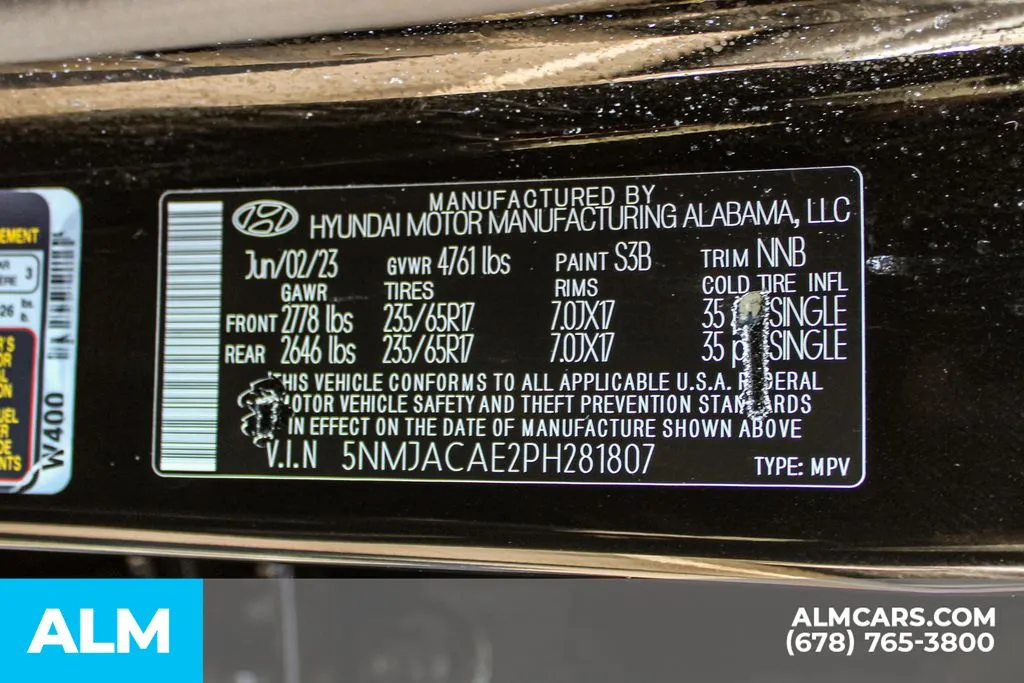 MANUFACTURED BY
HYUNDAI MOTOR MANUFACTURING ALABAMA, LLC
Jun/02/23 GVWR 4761 lbs PAINT S3B TRIM NNB
GAWR TIRES RIMS COLD TIRE INFL
FRONT 2778 lbs 235/65R17 7.0JX17 35 SINGLE
REAR 2646 lbs 235/65R17 7.0JX17 35 SINGLE
THIS VEHICLE CONFORMS TO ALL APPLICABLE U.S.A. FEDERAL
MOTOR VEHICLE SAFETY AND THEFT PREVENTION STANDARDS
IN EFFECT ON THE DATE OF MANUFACTURE SHOWN ABOVE
V.I.N 5NMJACAE2PH281807 TYPE: MPV
EMENT
3
26
W400
ALM
ALMCARS.COM
(678) 765-3800